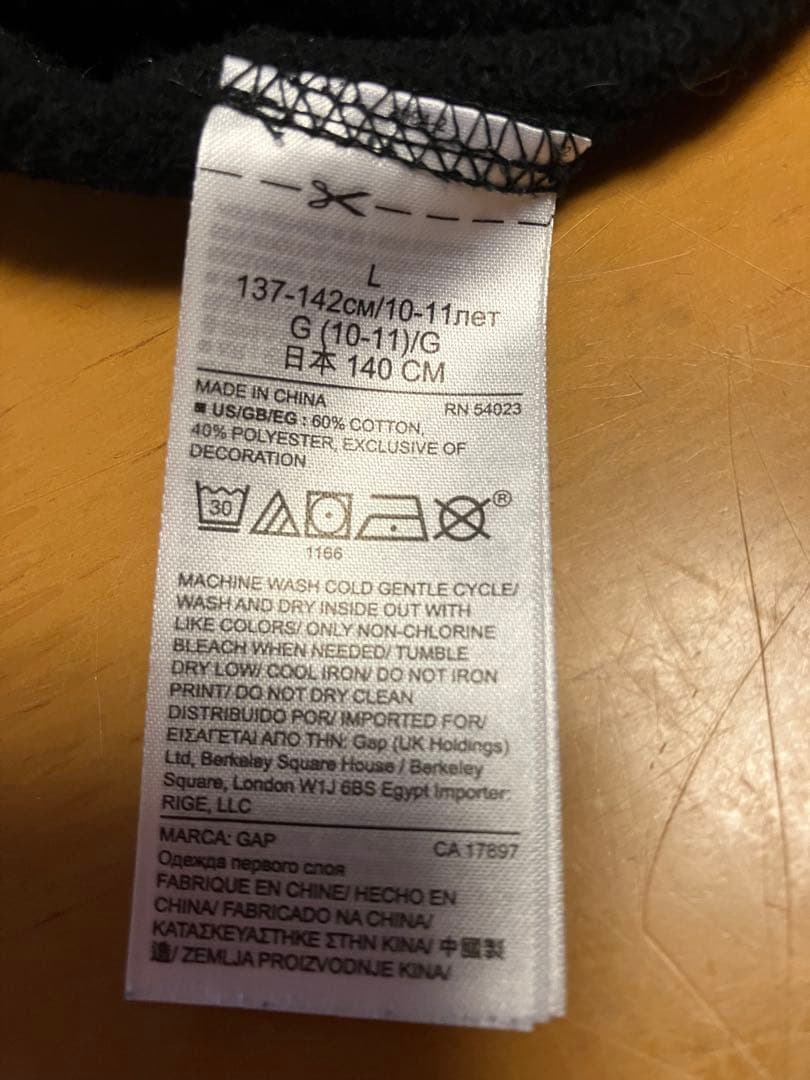 L
137-142см/10-11лет
G (10-11)/G
日本 140 CM
MADE IN CHINA
RN 54023
■ US/GB/EG : 60% COTTON,
40% POLYESTER, EXCLUSIVE OF
DECORATION
30
®
1166
MACHINE WASH COLD GENTLE CYCLE/
WASH AND DRY INSIDE OUT WITH
LIKE COLORS/ ONLY NON-CHLORINE
BLEACH WHEN NEEDED/ TUMBLE
DRY LOW/ COOL IRON/ DO NOT IRON
PRINT/ DO NOT DRY CLEAN
DISTRIBUIDO POR/ IMPORTED FOR/
ΕΙΣΑΓΕΤΑΙ ΑΠΟ ΤΗΝ: Gap (UK Holdings)
Ltd, Berkeley Square House / Berkeley
Square, London W1J 6BS Egypt Importer:
RIGE, LLC
MARCA: GAP
CA 17897
Одежда первого слоя
FABRIQUE EN CHINE/ HECHO EN
CHINA/ FABRICADO NA CHINA/
ΚΑΤΑΣΚΕΥΑΣΤΗΚΕ ΣΤΗΝ ΚΙΝΑ/ 中國製
造/ ZEMLJA PROIZVODNJE KINA/